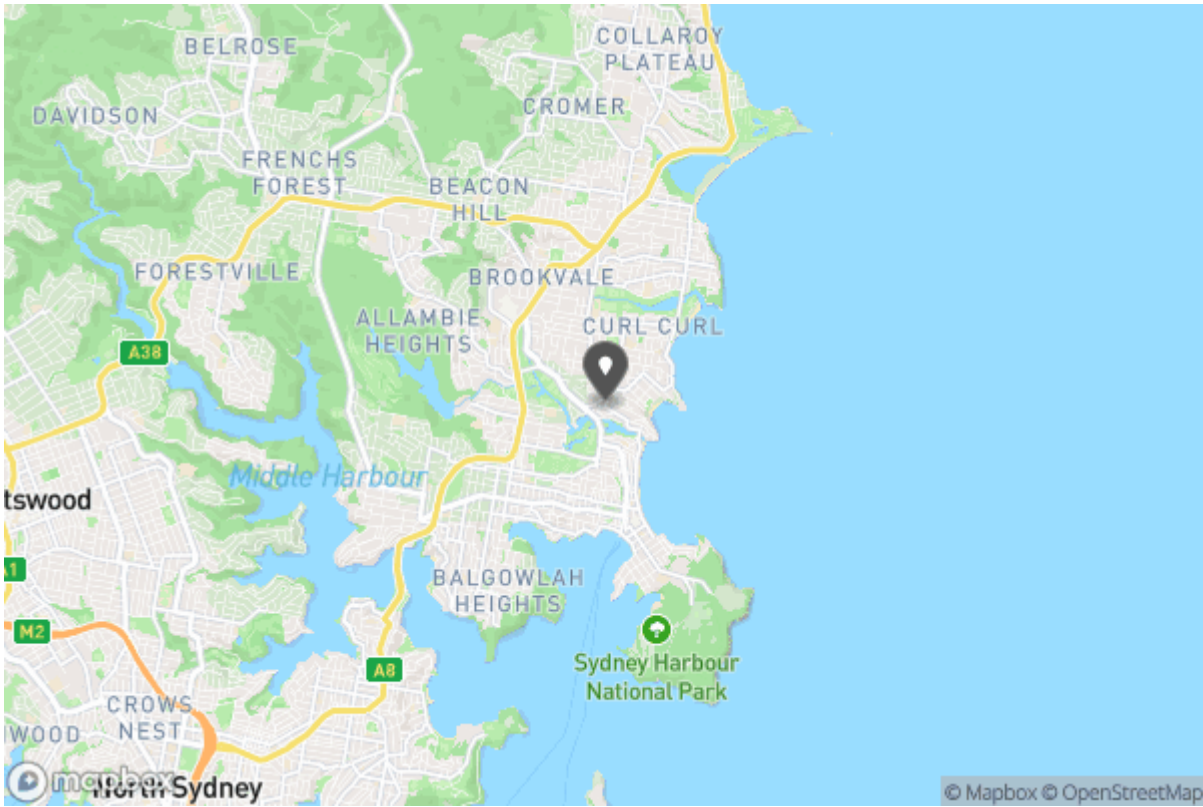 COLLAROY
PLATEAU
BELROSE
CROMER
DAVIDSON
FRENCHS
FOREST
BEACON
HILL
FORESTVILLE
BROOKVALE
ALLAMBIE
HEIGHTS
CURL CURL
A38
Middle Harbour
tswood
A1
BALGOWLAH
HEIGHTS
M2
Sydney Harbour
National Park
A8
CROWS
NEST
WOOD
mapbox
North Sydney
© Mapbox © OpenStreetMap